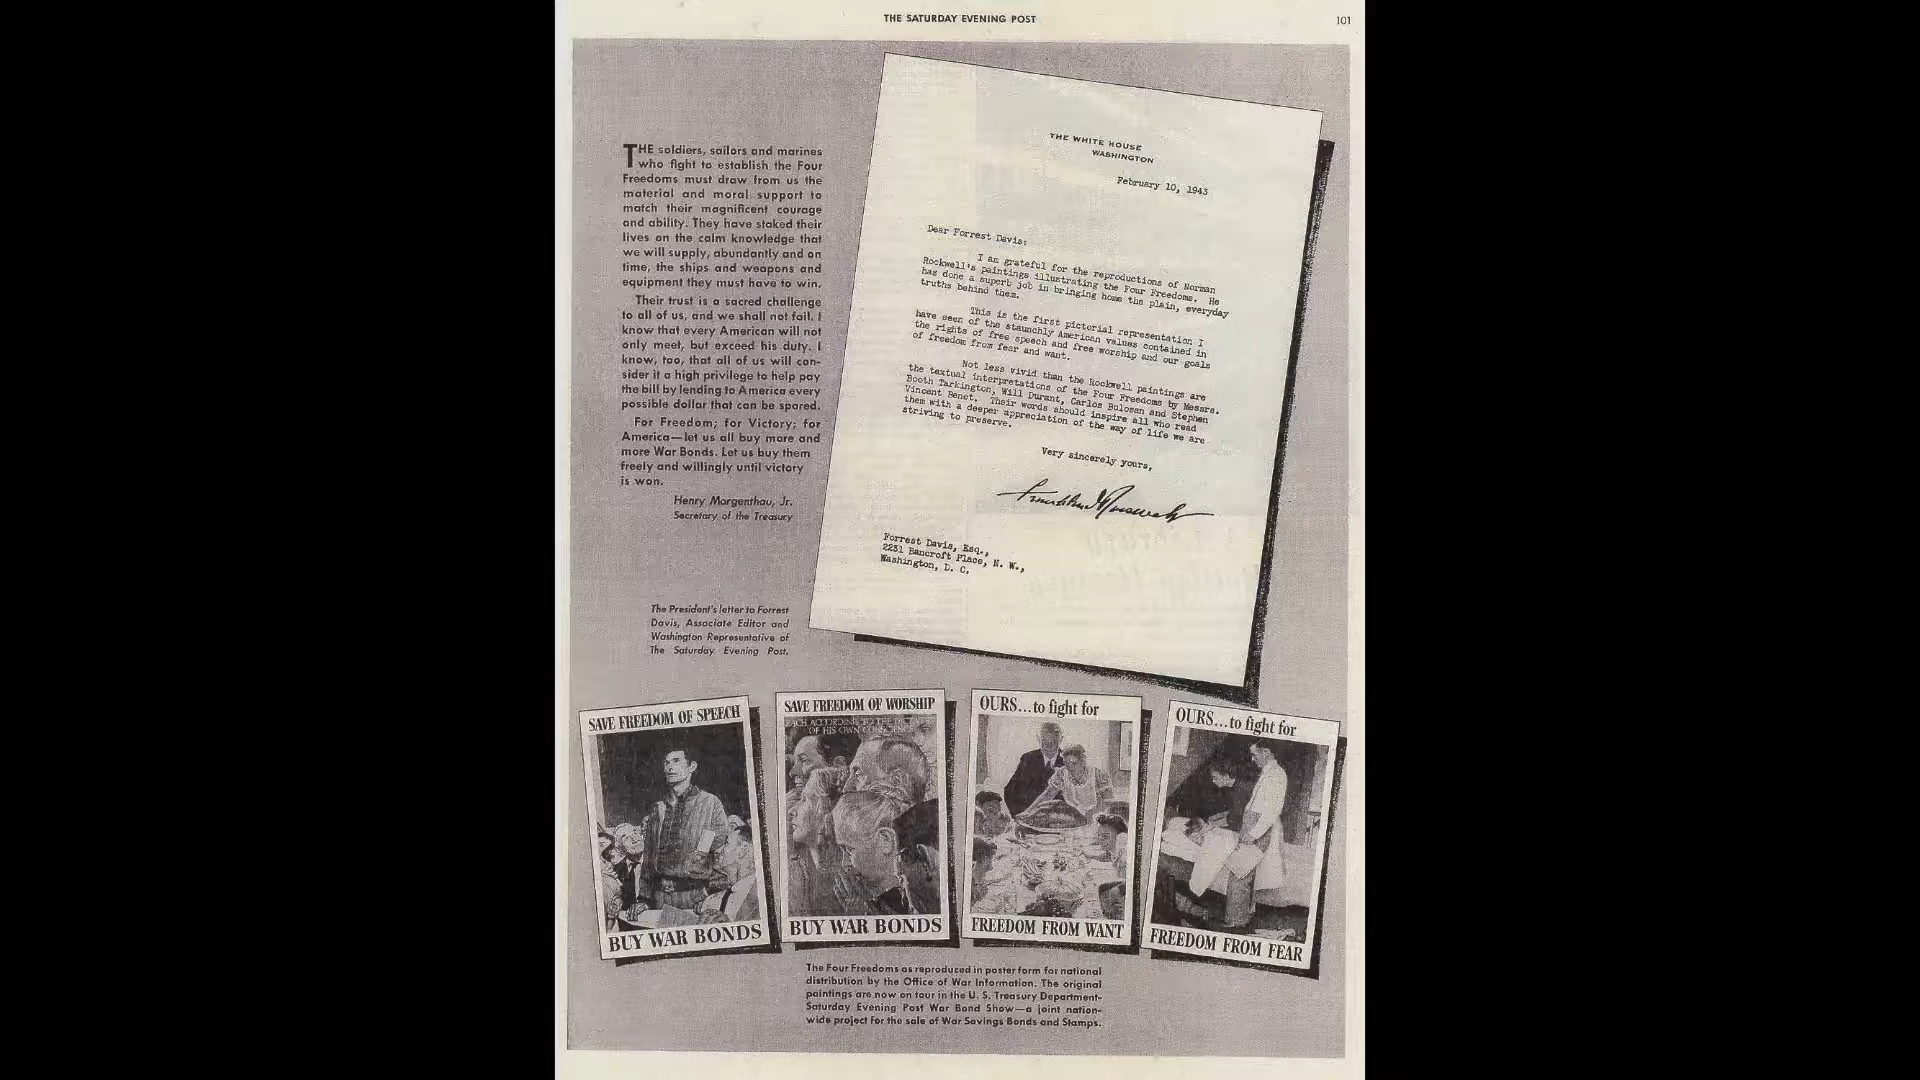 THE SATURDAY EVENING POST
101
THE soldiers, sailors and marines
who fight to establish the Four
Freedoms must draw from us the
material and moral support to
match their magnificent courage
and ability. They have staked their
lives on the calm knowledge that
we will supply, abundantly and on
time, the ships and weapons and
equipment they must have to win.
Their trust is a sacred challenge
to all of us, and we shall not fail. I
know that every American will not
only meet, but exceed his duty. I
know, too, that all of us will con-
sider it a high privilege to help pay
the bill by lending to America every
possible dollar that can be spared.
For Freedom; for Victory; for
America—let us all buy more and
more War Bonds. Let us buy them
freely and willingly until victory
is won.
Henry Morgenthau, Jr.
Secretary of the Treasury
The President's letter to Forrest
Davis, Associate Editor and
Washington Representative of
The Saturday Evening Post.
THE WHITE HOUSE
WASHINGTON
February 10, 1943
Dear Forrest Davis:
I am grateful for the reproductions of Norman
Rockwell's paintings illustrating the Four Freedoms. He
has done a superb job in bringing home the plain, everyday
truths behind them.
This is the first pictorial representation I
have seen of the staunchly American values contained in
the rights of free speech and free worship and our goals
of freedom from fear and want.
Not less vivid than the Rockwell paintings are
the textual interpretations of the Four Freedoms by Messrs.
Booth Tarkington, Will Durant, Carlos Bulosan and Stephen
Vincent Benet. Their words should inspire all who read
them with a deeper appreciation of the way of life we are
striving to preserve.
Very sincerely yours,
Franklin D Roosevelt
Forrest Davis, Esq.,
2231 Bancroft Place, N. W.,
Washington, D. C.
SAVE FREEDOM OF SPEECH
BUY WAR BONDS
SAVE FREEDOM OF WORSHIP
EACH ACCORDING TO THE DICTATES
OF HIS OWN CONSCIENCE
BUY WAR BONDS
OURS...to fight for
FREEDOM FROM WANT
OURS...to fight for
FREEDOM FROM FEAR
The Four Freedoms as reproduced in poster form for national
distribution by the Office of War Information. The original
paintings are now on tour in the U. S. Treasury Department-
Saturday Evening Post War Bond Show—a joint nation-
wide project for the sale of War Savings Bonds and Stamps.